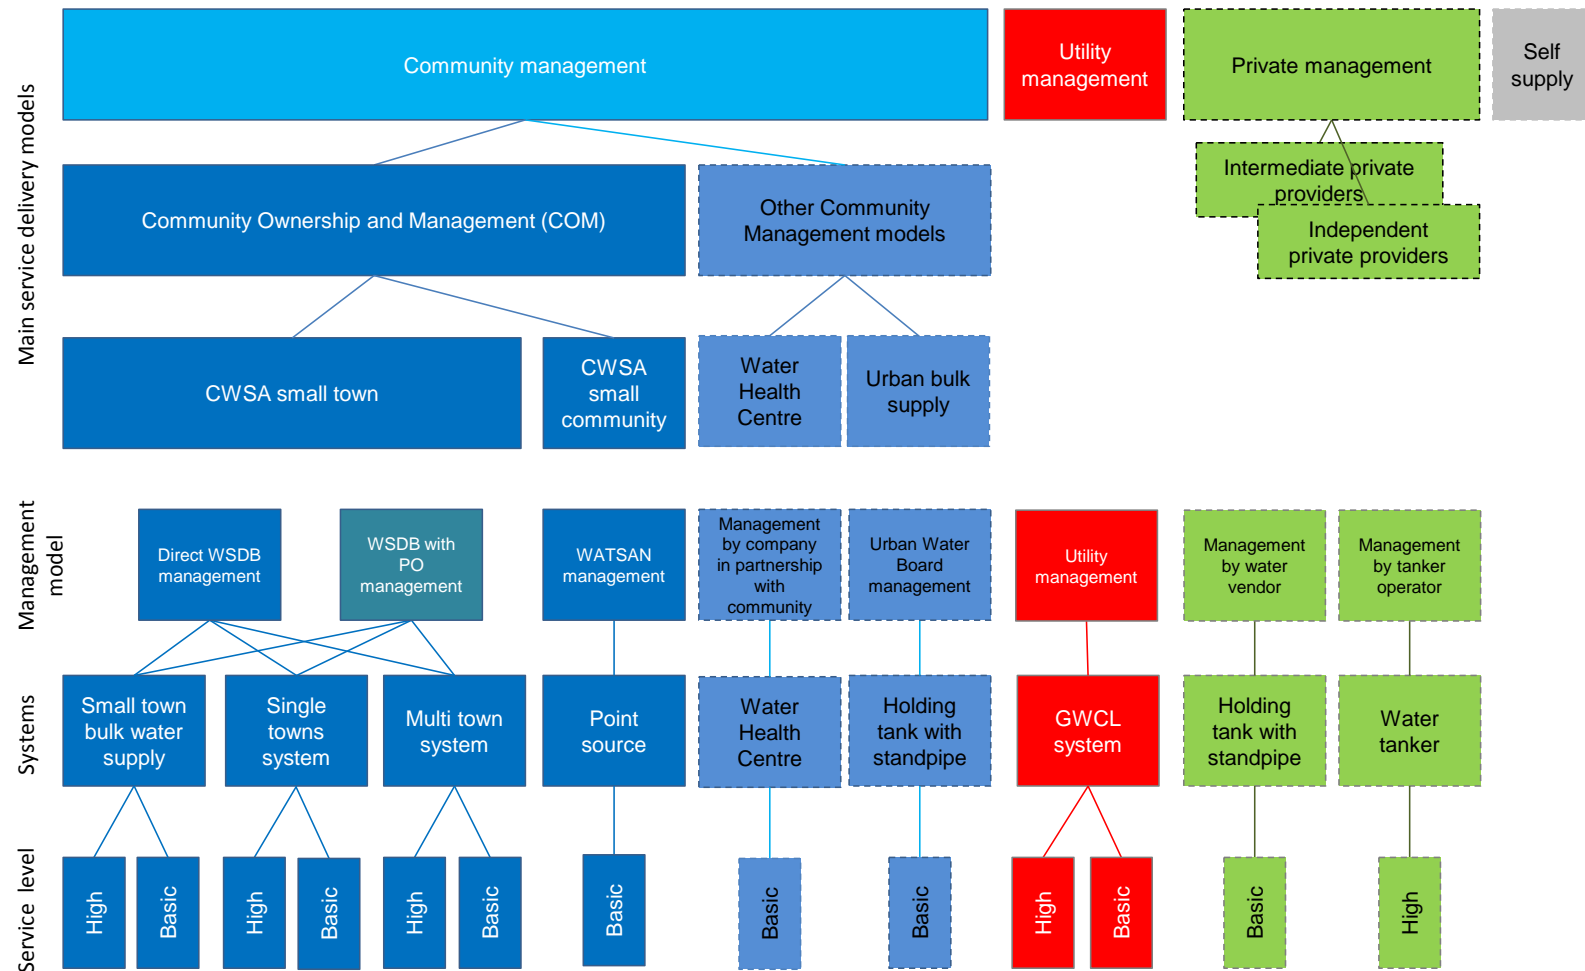 Main service delivery models
Community management
Utility
management
Private management
Self
supply
Intermediate private
providers
Independent
private providers
Community Ownership and Management (COM)
Other Community
Management models
CWSA small town
CWSA
small
community
Water
Health
Centre
Urban bulk
supply
Management
model
Direct WSDB
management
WSDB with
PO
management
WATSAN
management
Management
by company
in partnership
with
community
Urban Water
Board
management
Utility
management
Management
by water
vendor
Management
by tanker
operator
Systems
Small town
bulk water
supply
Single
towns
system
Multi town
system
Point
source
Water
Health
Centre
Holding
tank with
standpipe
GWCL
system
Holding
tank with
standpipe
Water
tanker
Service level
High
Basic
High
Basic
High
Basic
Basic
Basic
Basic
High
Basic
Basic
High